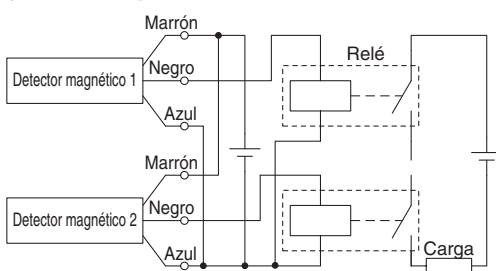 Marrón
Relé
Detector magnético 1
Negro
Azul
Marrón
Detector magnético 2
Negro
Azul
Carga